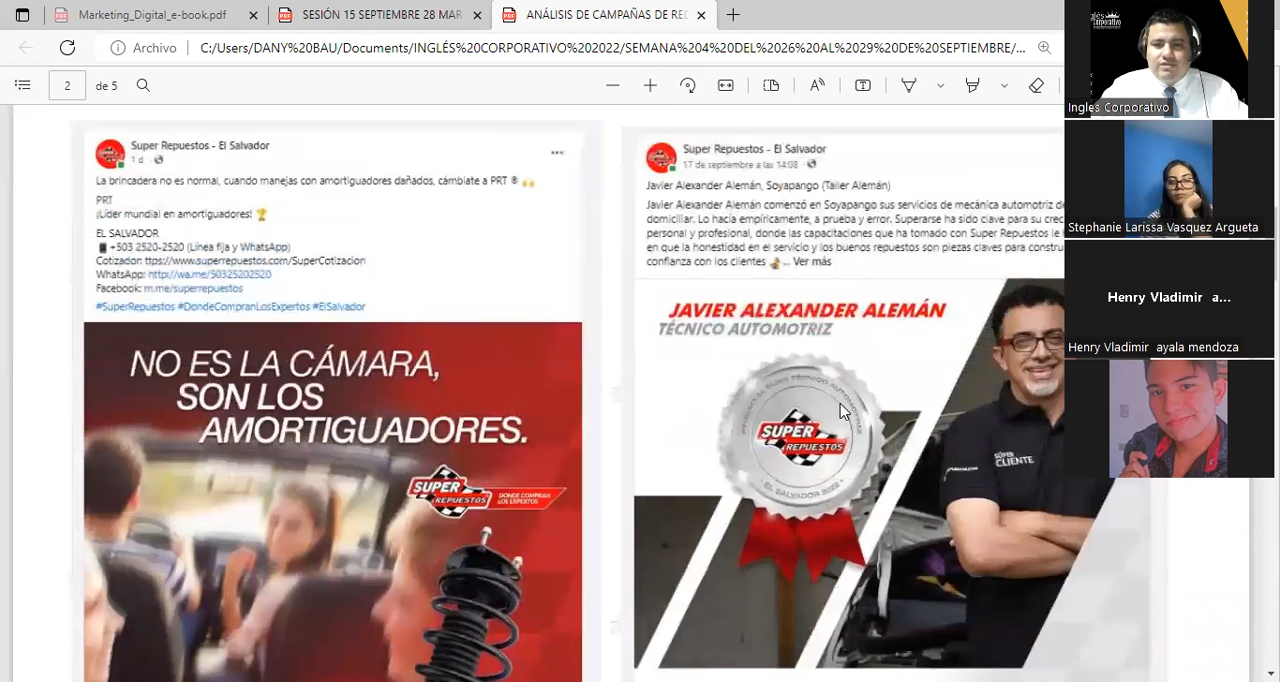 Marketing_Digital_e-book.pdf
SESIÓN 15 SEPTIEMBRE 28 MAR
ANÁLISIS DE CAMPAÑAS DE RE
Archivo
C:/Users/DANY%20BAU/Documents/INGLÉS%20CORPORATIVO%202022/SEMANA%204%20DEL%2026%20AL%2029%20DE%20SEPTIEMBRE/...
2
de 5
Super Repuestos - El Salvador
1 d
La brincadera no es normal, cuando manejas con amortiguadores dañados, cámbiate a PRT ®
PRT
¡Líder mundial en amortiguadores!
EL SALVADOR
+503 2520-2520 (Línea fija y WhatsApp)
Cotizador: ttps://www.superrepuestos.com/SuperCotizacion
WhatsApp: http://wa.me/50325202520
Facebook: m.me/superrepuestos
#SuperRepuestos #DondeCompranLosExpertos #ElSalvador
NO ES LA CÁMARA,
SON LOS
AMORTIGUADORES.
SUPER
REPUESTOS
DONDE COMPRAN
LOS EXPERTOS
Super Repuestos - El Salvador
17 de septiembre a las 14:08
Javier Alexander Alemán, Soyapango (Taller Alemán)
Javier Alexander Alemán comenzó en Soyapango sus servicios de mecánica automotriz d
domiciliar. Lo hacía empíricamente, a prueba y error. Superarse ha sido clave para su crec
personal y profesional, donde las capacitaciones que ha tomado con Super Repuestos le
en que la honestidad en el servicio y los buenos repuestos son piezas claves para constru
confianza con los clientes ... Ver más
JAVIER ALEXANDER ALEMÁN
TÉCNICO AUTOMOTRIZ
SUPER
REPUESTOS
EL SALVADOR 2022
SÚPER
CLIENTE
Inglés
Corporativo
Ingles Corporativo
Stephanie Larissa Vasquez Argueta
Henry Vladimir a...
Henry Vladimir ayala mendoza